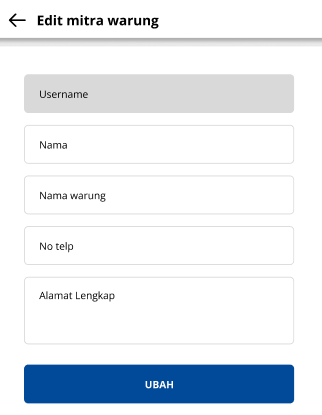 Edit mitra warung
Username
Nama
Nama warung
No telp
Alamat Lengkap
UBAH